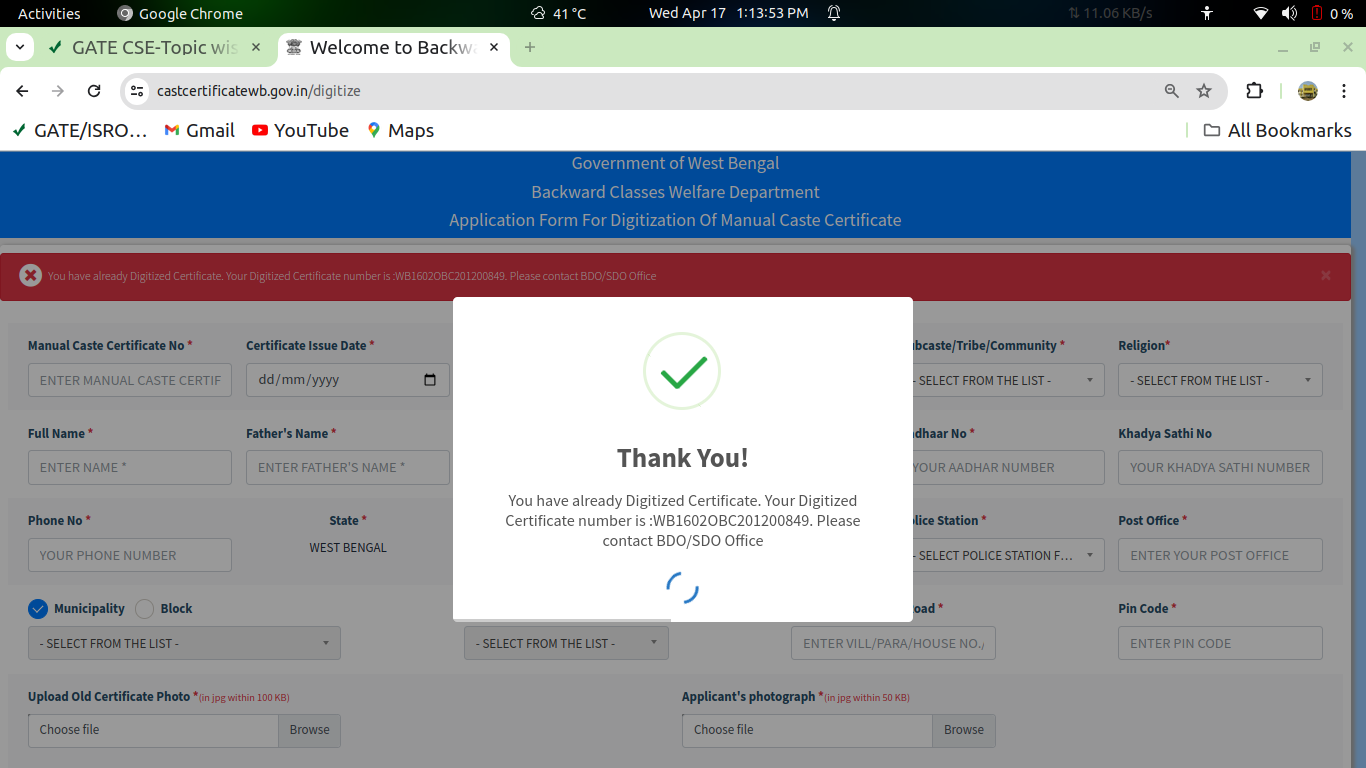 Activities Google Chrome 41 °C Wed Apr 17 1:13:53 PM 11.06 KB/s 0 %
GATE CSE-Topic wis Welcome to Backwa
castcertificatewb.gov.in/digitize
GATE/ISRO... Gmail YouTube Maps All Bookmarks
Government of West Bengal
Backward Classes Welfare Department
Application Form For Digitization Of Manual Caste Certificate
You have already Digitized Certificate. Your Digitized Certificate number is :WB1602OBC201200849. Please contact BDO/SDO Office
Manual Caste Certificate No * Certificate Issue Date * ubcaste/Tribe/Community * Religion*
ENTER MANUAL CASTE CERTIF dd/mm/yyyy - SELECT FROM THE LIST - - SELECT FROM THE LIST -
Full Name * Father's Name * dhaar No * Khadya Sathi No
ENTER NAME * ENTER FATHER'S NAME * YOUR AADHAR NUMBER YOUR KHADYA SATHI NUMBER
Thank You!
You have already Digitized Certificate. Your Digitized
Certificate number is :WB1602OBC201200849. Please
contact BDO/SDO Office
Phone No * State * olice Station * Post Office *
YOUR PHONE NUMBER WEST BENGAL - SELECT POLICE STATION F... ENTER YOUR POST OFFICE
Municipality Block oad * Pin Code *
- SELECT FROM THE LIST - - SELECT FROM THE LIST - ENTER VILL/PARA/HOUSE NO./ ENTER PIN CODE
Upload Old Certificate Photo *(in jpg within 100 KB) Applicant's photograph *(in jpg within 50 KB)
Choose file Browse Choose file Browse